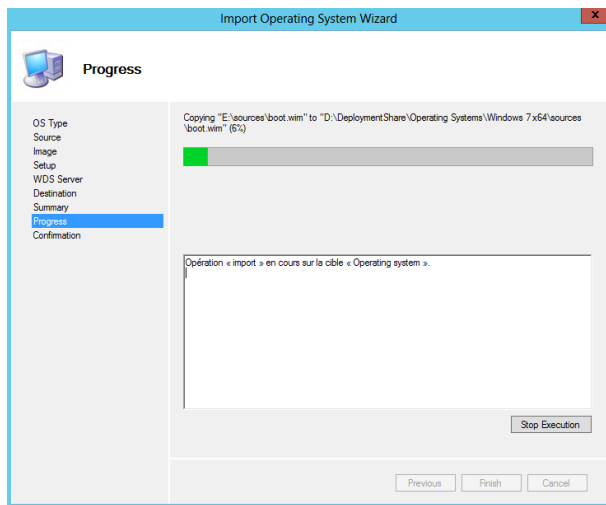 Import Operating System Wizard
x
Progress
OS Type
Source
Image
Setup
WDS Server
Destination
Summary
Progress
Confirmation
Copying "E:\sources\boot.wim" to "D:\DeploymentShare\Operating Systems\Windows 7 x64\sources
\boot.wim" (6%)
Opération « import » en cours sur la cible « Operating system ».
Stop Execution
Previous
Finish
Cancel